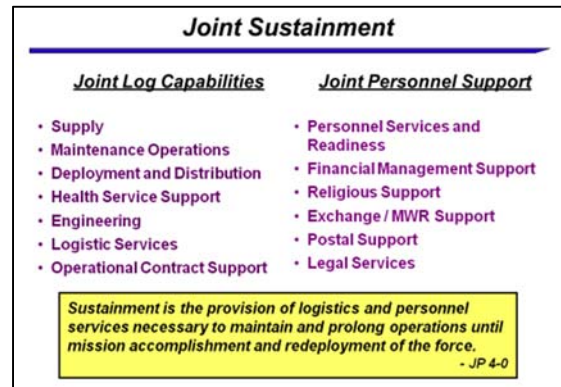 Joint Sustainment
Joint Log Capabilities
• Supply
• Maintenance Operations
• Deployment and Distribution
• Health Service Support
• Engineering
• Logistic Services
• Operational Contract Support
Joint Personnel Support
• Personnel Services and
Readiness
• Financial Management Support
• Religious Support
• Exchange / MWR Support
• Postal Support
• Legal Services
Sustainment is the provision of logistics and personnel
services necessary to maintain and prolong operations until
mission accomplishment and redeployment of the force.
- JP 4-0